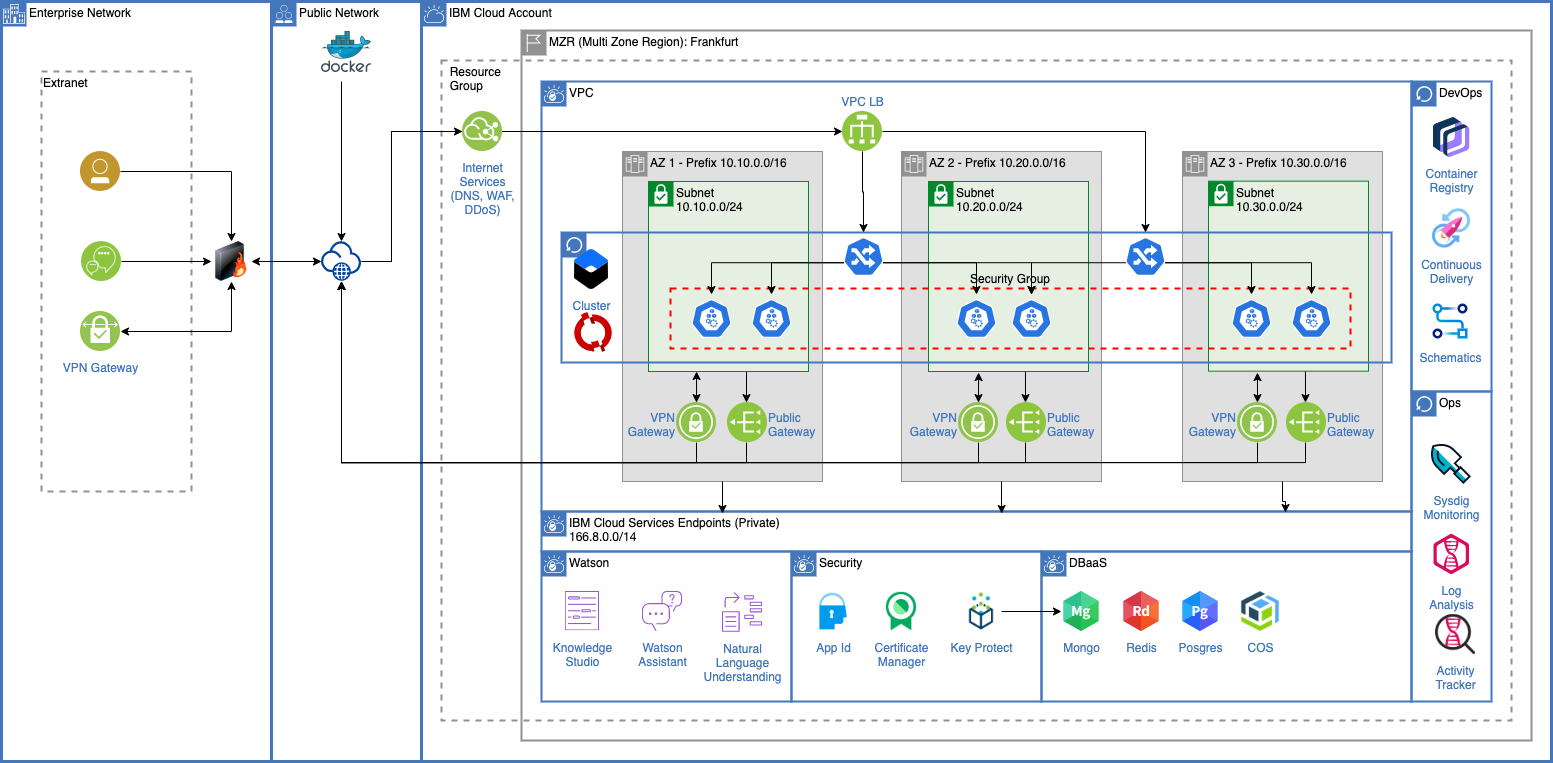 Enterprise Network
Extranet
VPN Gateway
Public Network
docker
IBM Cloud Account
MZR (Multi Zone Region): Frankfurt
Resource
Group
Internet
Services
(DNS, WAF,
DDoS)
VPC
VPC LB
AZ 1 - Prefix 10.10.0.0/16
Subnet
10.10.0.0/24
AZ 2 - Prefix 10.20.0.0/16
Subnet
10.20.0.0/24
AZ 3 - Prefix 10.30.0.0/16
Subnet
10.30.0.0/24
Cluster
Security Group
VPN
Gateway
Public
Gateway
VPN
Gateway
Public
Gateway
VPN
Gateway
Public
Gateway
IBM Cloud Services Endpoints (Private)
166.8.0.0/14
Watson
Knowledge
Studio
Watson
Assistant
Natural
Language
Understanding
Security
App Id
Certificate
Manager
Key Protect
DBaaS
Mg
Mongo
Rd
Redis
Pg
Posgres
COS
DevOps
Container
Registry
Continuous
Delivery
Schematics
Ops
Sysdig
Monitoring
Log
Analysis
Activity
Tracker